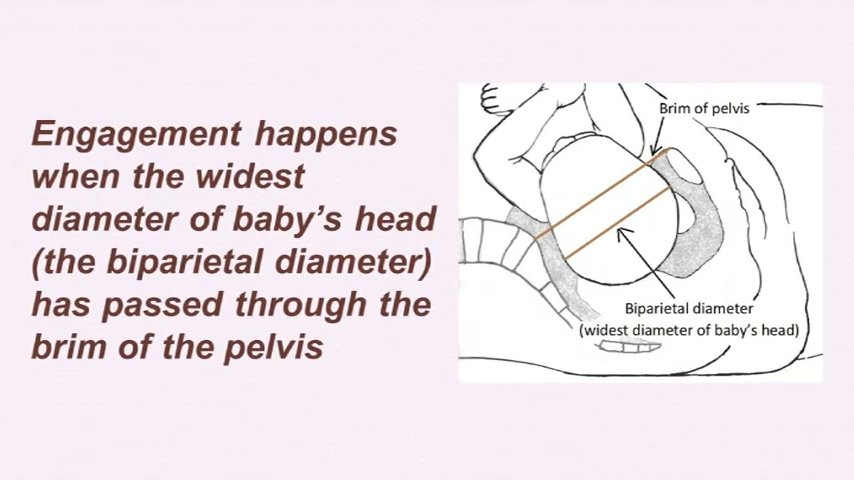 Engagement happens
when the widest
diameter of baby’s head
(the biparietal diameter)
has passed through the
brim of the pelvis
Brim of pelvis
Biparietal diameter
(widest diameter of baby’s head)